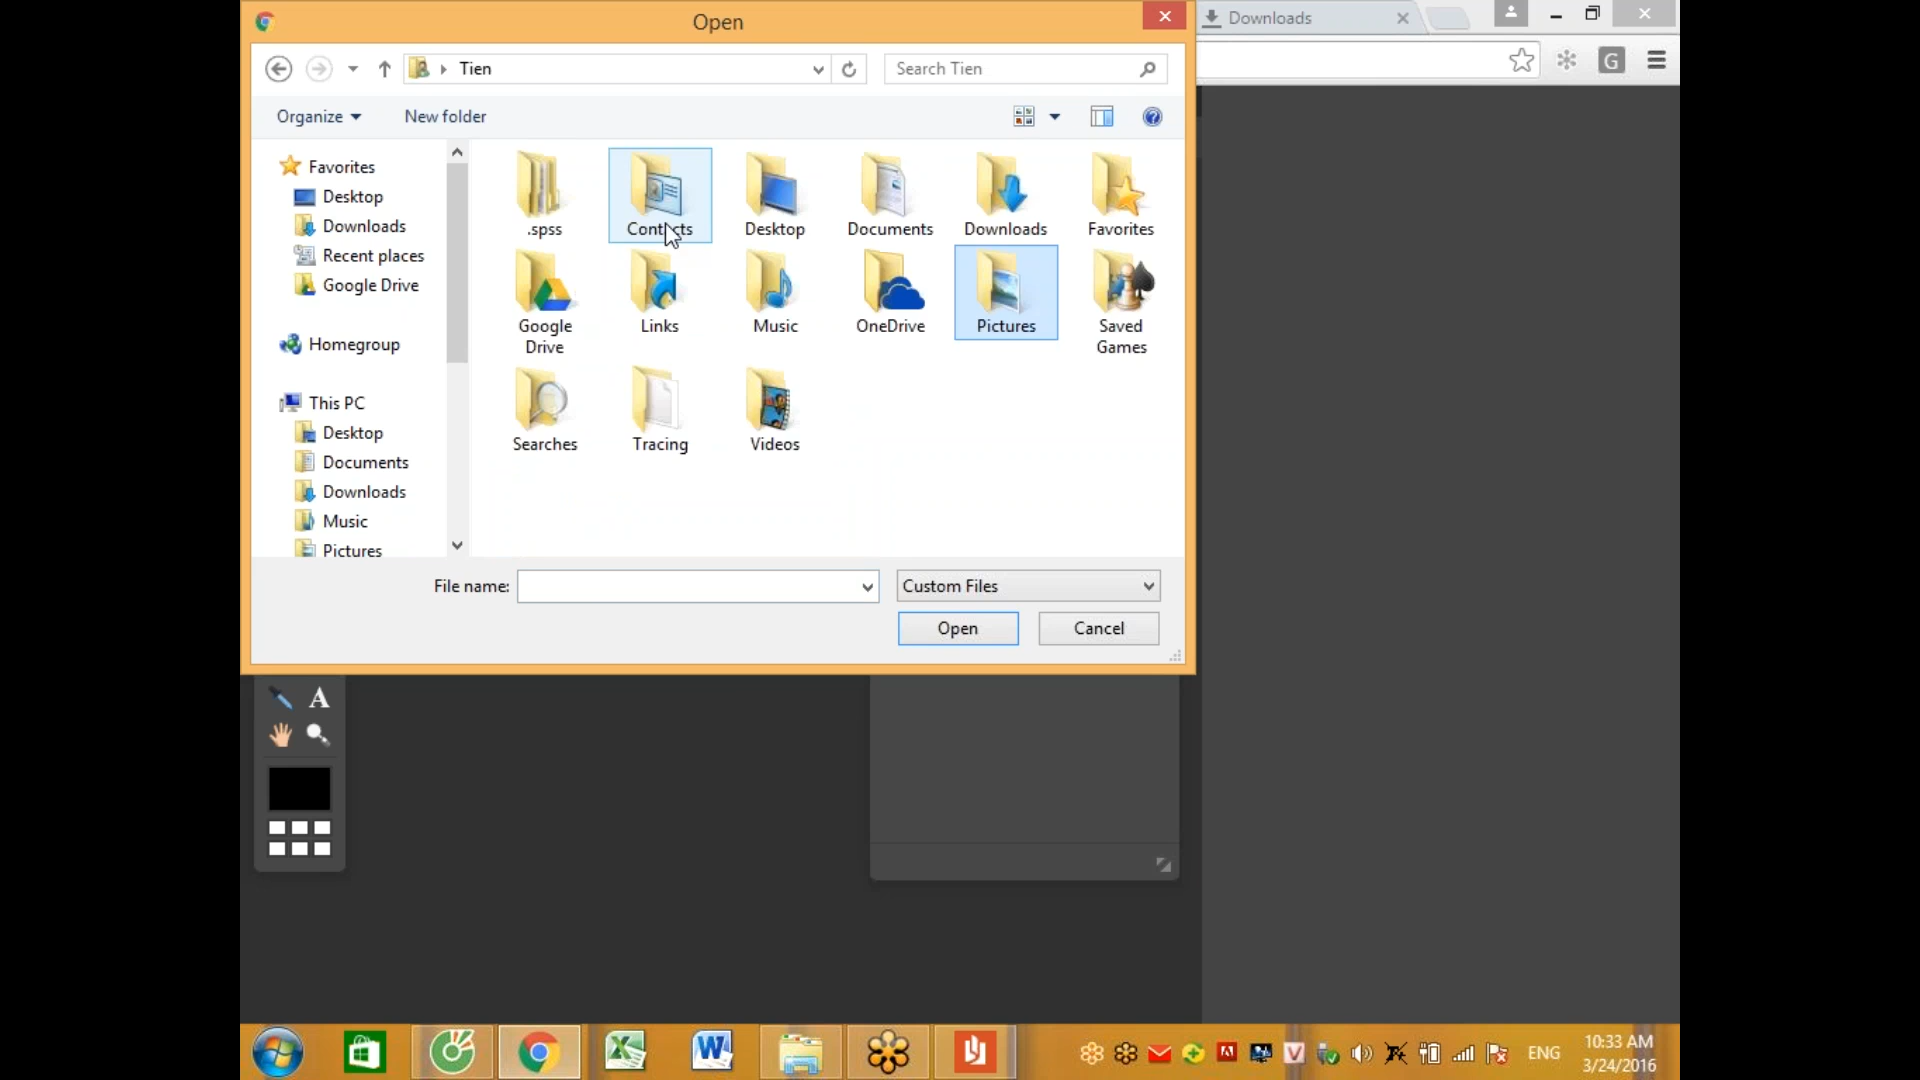 Open
Downloads
Tien
Search Tien
G
Organize
New folder
Favorites
Desktop
Downloads
Recent places
Google Drive
Homegroup
This PC
Desktop
Documents
Downloads
Music
Pictures
.spss
Contacts
Desktop
Documents
Downloads
Favorites
Google
Drive
Links
Music
OneDrive
Pictures
Saved
Games
Searches
Tracing
Videos
File name:
Custom Files
Open
Cancel
A
ENG
10:33 AM
3/24/2016